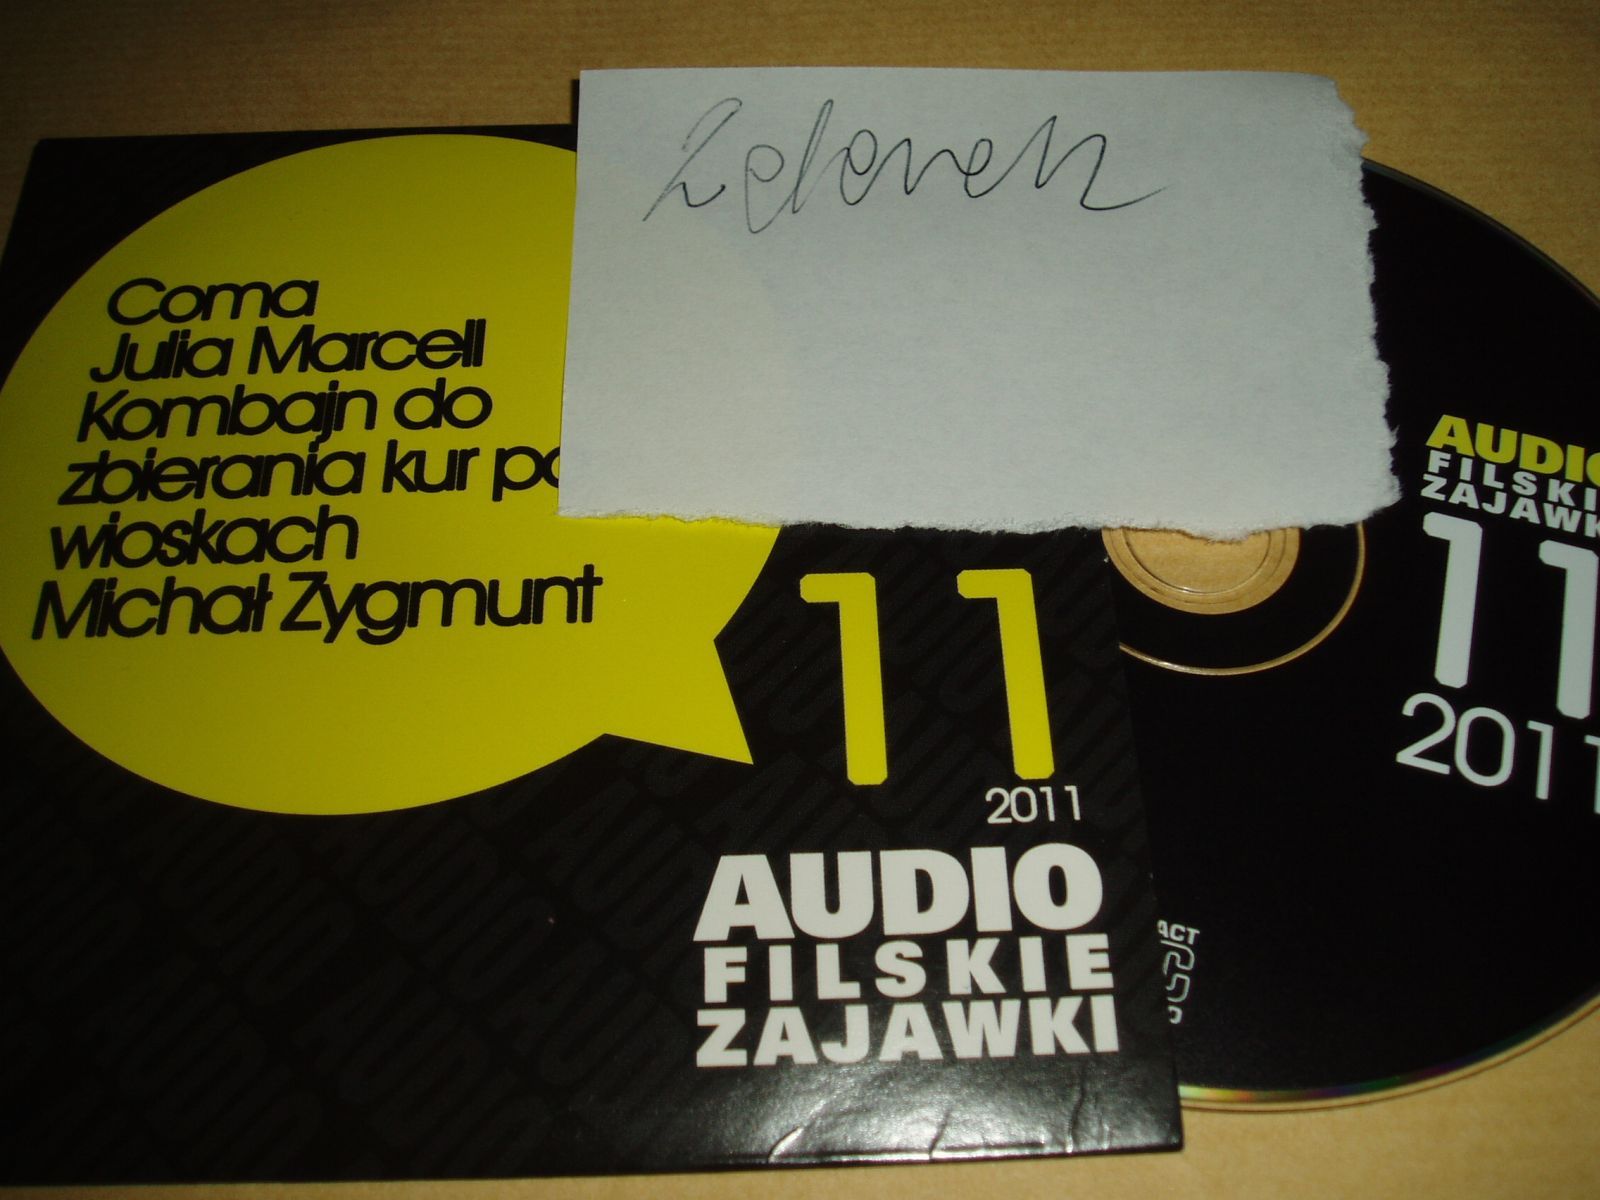 Coma
Julia Marcell
Kombajn do
zbierania kur po
wioskach
Michał Zygmunt
11
2011
AUDIO
FILSKIE
ZAJAWKI
AUDIO
FILSKIE
ZAJAWKI
11
2011